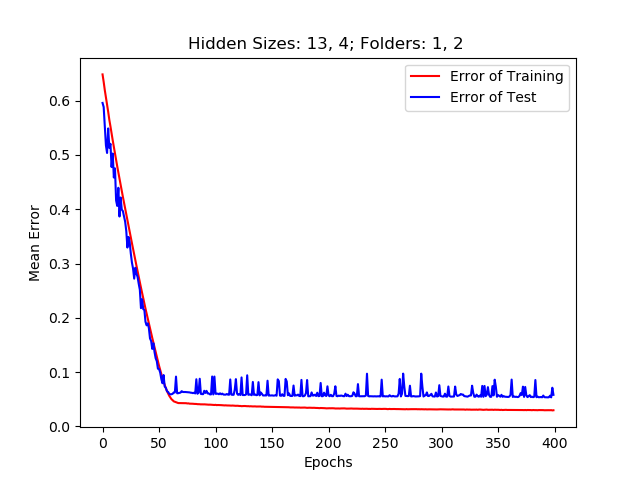 Hidden Sizes: 13, 4; Folders: 1, 2
Error of Training
Error of Test
Mean Error
0.6
0.5
0.4
0.3
0.2
0.1
0.0
0 50 100 150 200 250 300 350 400
Epochs